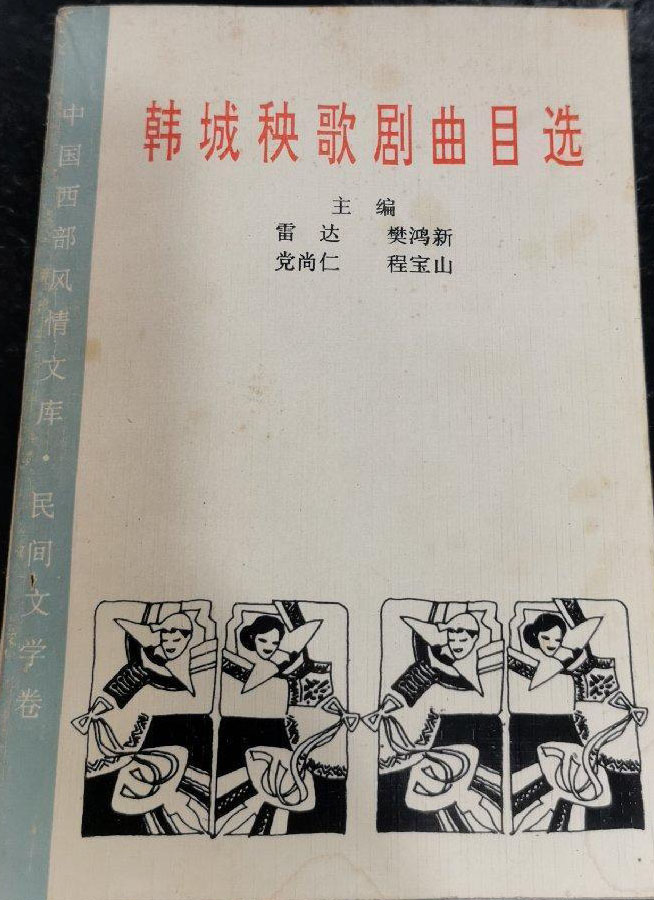 韩城秧歌剧曲目选
主 编
雷 达 樊鸿新
党尚仁 程宝山
中国西部风情文库·民间文学卷